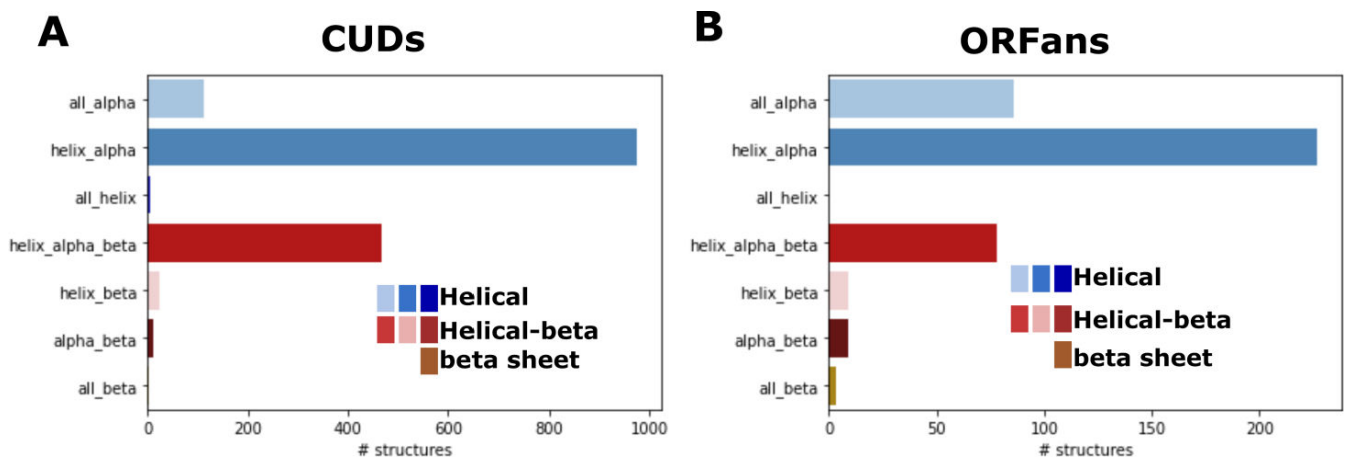 A
CUDs
all_alpha
helix_alpha
all_helix
helix_alpha_beta
helix_beta
alpha_beta
all_beta
Helical
Helical-beta
beta sheet
0 200 400 600 800 1000
# structures
B
ORFans
all_alpha
helix_alpha
all_helix
helix_alpha_beta
helix_beta
alpha_beta
all_beta
Helical
Helical-beta
beta sheet
0 50 100 150 200
# structures